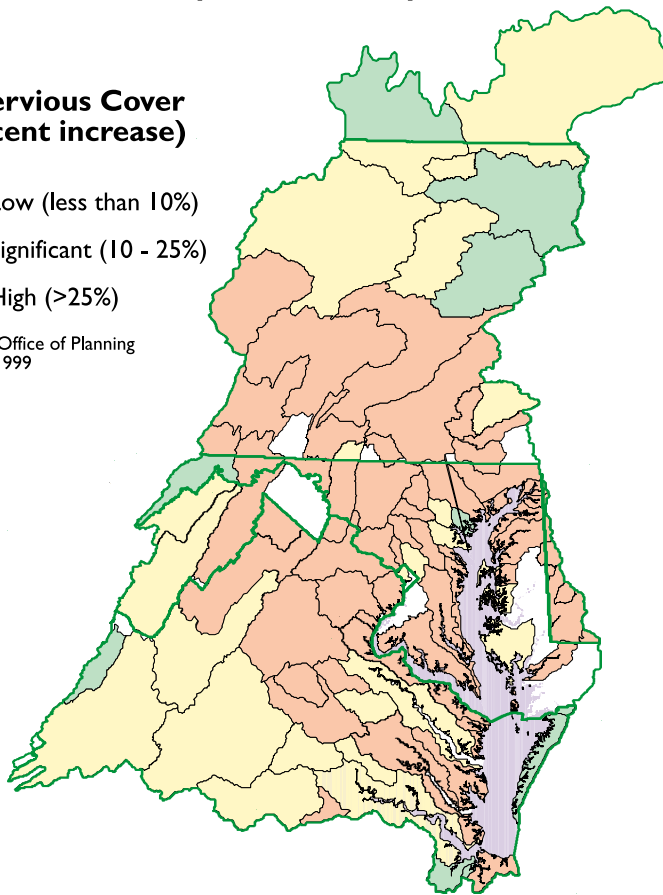 ervious Cover
cent increase)
ow (less than 10%)
ignificant (10 - 25%)
High (>25%)
Office of Planning
999